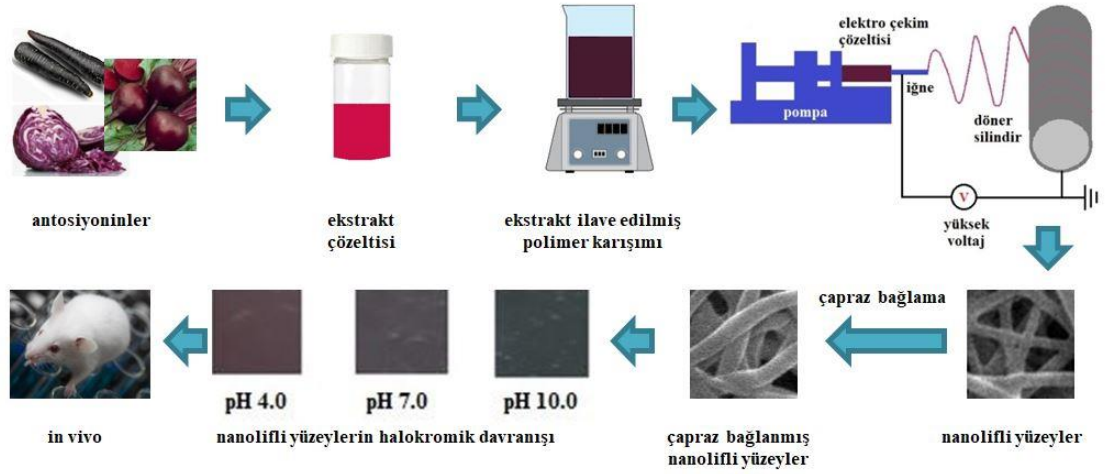 elektro çekim
çözeltisi
iğne
pompa
döner
silindir
V
yüksek
voltaj
antosiyoninler
ekstrakt
çözeltisi
ekstrakt ilave edilmiş
polimer karışımı
çapraz bağlama
pH 4.0
pH 7.0
pH 10.0
in vivo
nanolifli yüzeylerin halokromik davranışı
çapraz bağlanmış
nanolifli yüzeyler
nanolifli yüzeyler